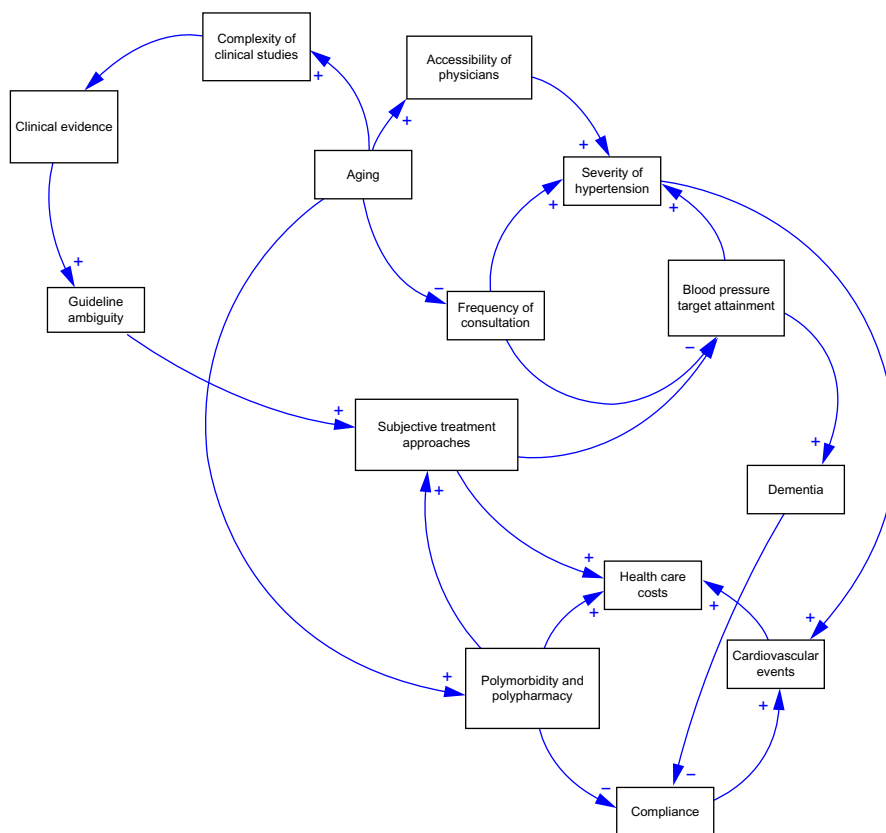 Complexity of
clinical studies
+
Accessibility of
physicians
+
Clinical evidence
+
Aging
+
Severity of
hypertension
+
+
+
Guideline
ambiguity
−
Frequency of
consultation
Blood pressure
target attainment
−
+
Subjective treatment
approaches
+
Dementia
+
+
Health care
costs
+
+
+
Polymorbidity and
polypharmacy
+
Cardiovascular
events
+
−
−
Compliance